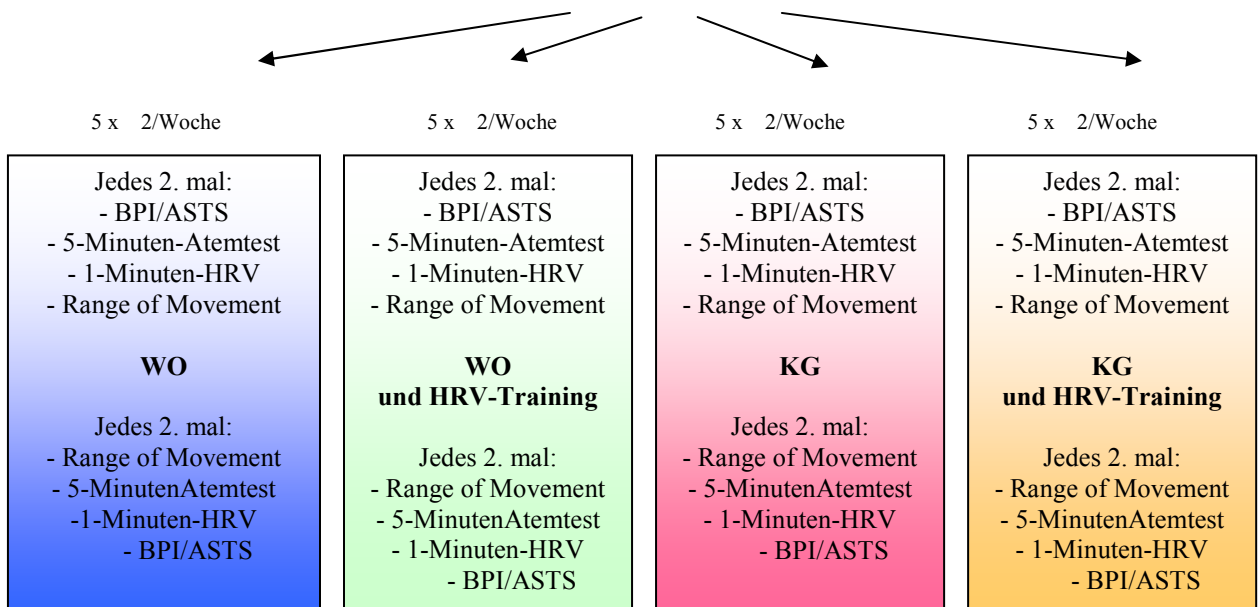 5 x 2/Woche
5 x 2/Woche
5 x 2/Woche
5 x 2/Woche
Jedes 2. mal:
- BPI/ASTS
- 5-Minuten-Atemtest
- 1-Minuten-HRV
- Range of Movement
WO
Jedes 2. mal:
- Range of Movement
- 5-MinutenAtemtest
-1-Minuten-HRV
- BPI/ASTS
Jedes 2. mal:
- BPI/ASTS
- 5-Minuten-Atemtest
- 1-Minuten-HRV
- Range of Movement
WO
und HRV-Training
Jedes 2. mal:
- Range of Movement
- 5-MinutenAtemtest
- 1-Minuten-HRV
- BPI/ASTS
Jedes 2. mal:
- BPI/ASTS
- 5-Minuten-Atemtest
- 1-Minuten-HRV
- Range of Movement
KG
Jedes 2. mal:
- Range of Movement
- 5-MinutenAtemtest
- 1-Minuten-HRV
- BPI/ASTS
Jedes 2. mal:
- BPI/ASTS
- 5-Minuten-Atemtest
- 1-Minuten-HRV
- Range of Movement
KG
und HRV-Training
Jedes 2. mal:
- Range of Movement
- 5-MinutenAtemtest
- 1-Minuten-HRV
- BPI/ASTS